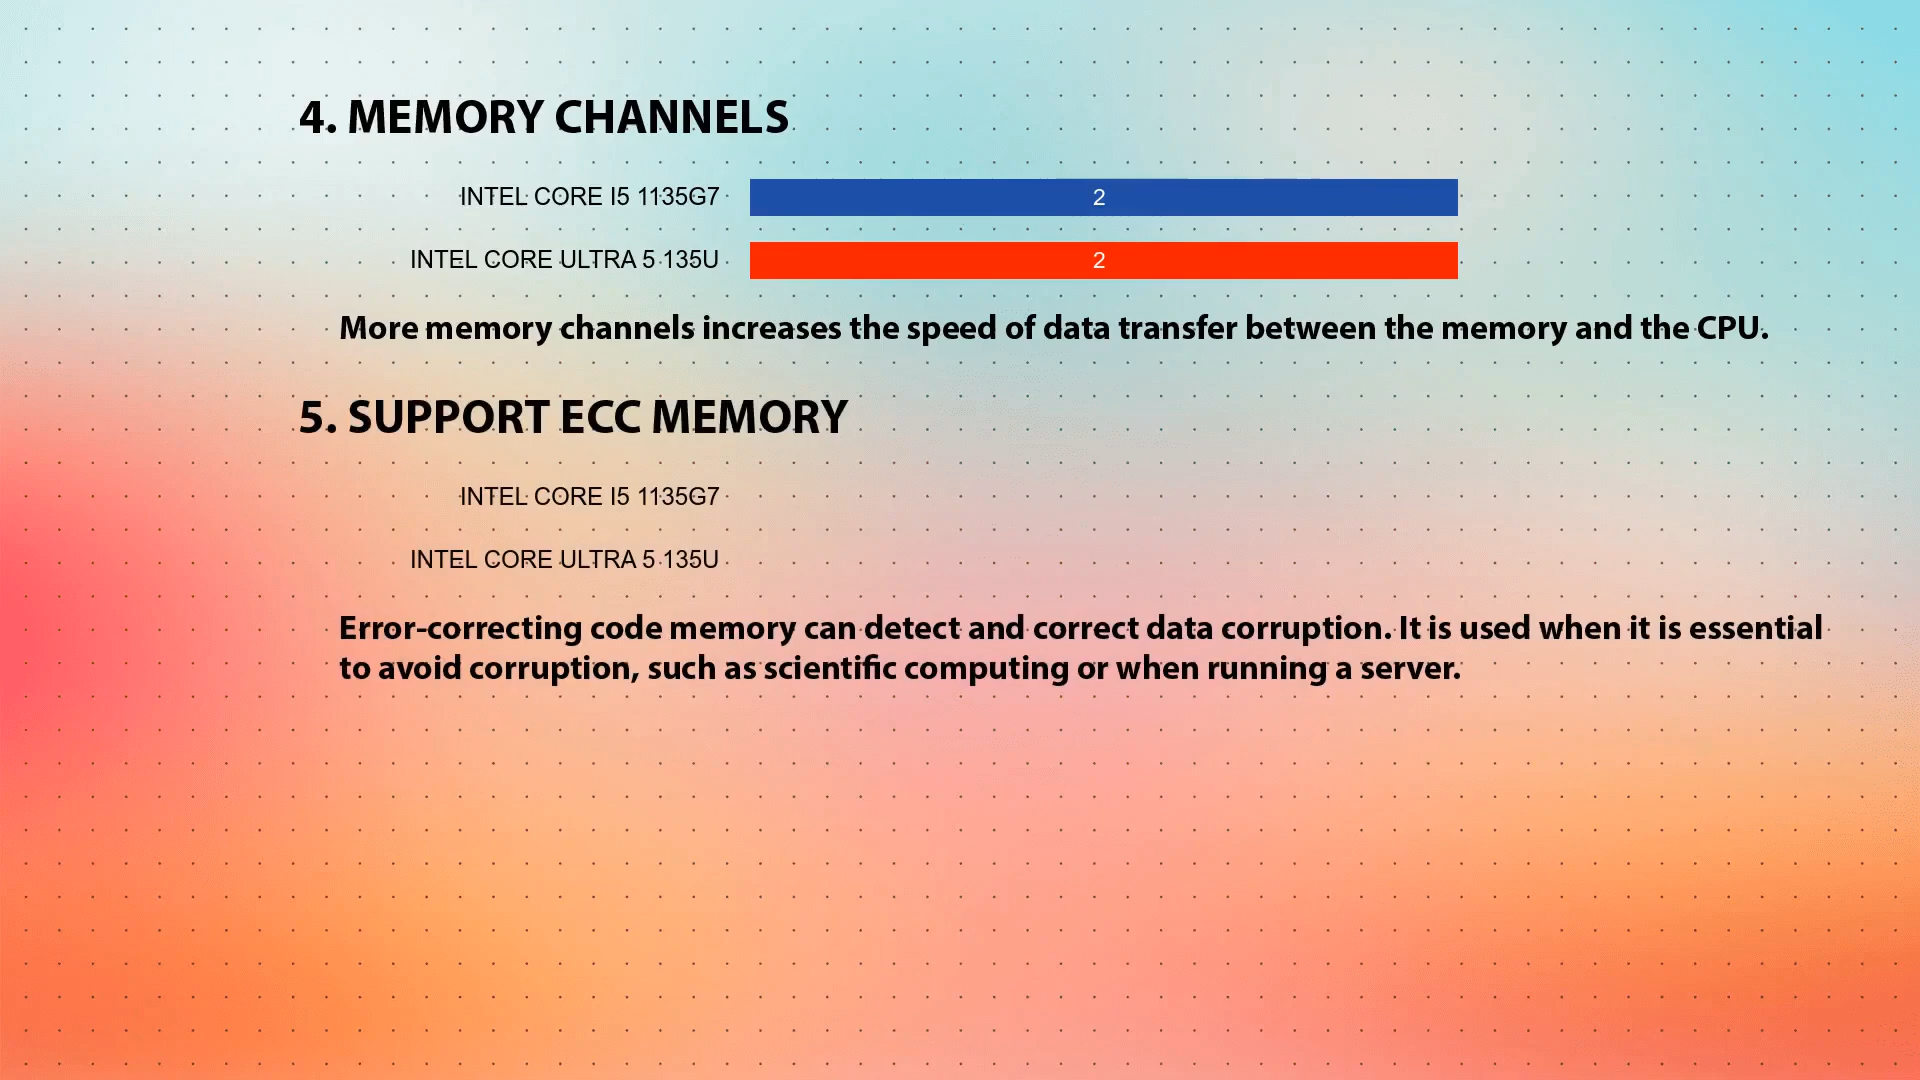 4. MEMORY CHANNELS
INTEL CORE I5 1135G7
2
INTEL CORE ULTRA 5 135U
2
More memory channels increases the speed of data transfer between the memory and the CPU.
5. SUPPORT ECC MEMORY
INTEL CORE I5 1135G7
INTEL CORE ULTRA 5 135U
Error-correcting code memory can detect and correct data corruption. It is used when it is essential
to avoid corruption, such as scientific computing or when running a server.